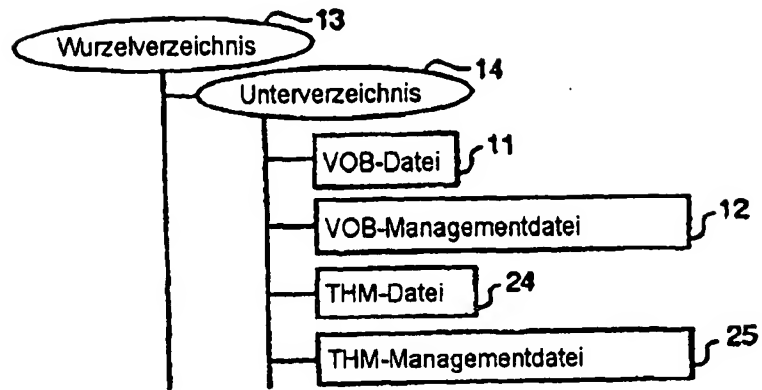 13
Wurzelverzeichnis
14
Unterverzeichnis
11
VOB-Datei
12
VOB-Managementdatei
THM-Datei 24
25
THM-Managementdatei